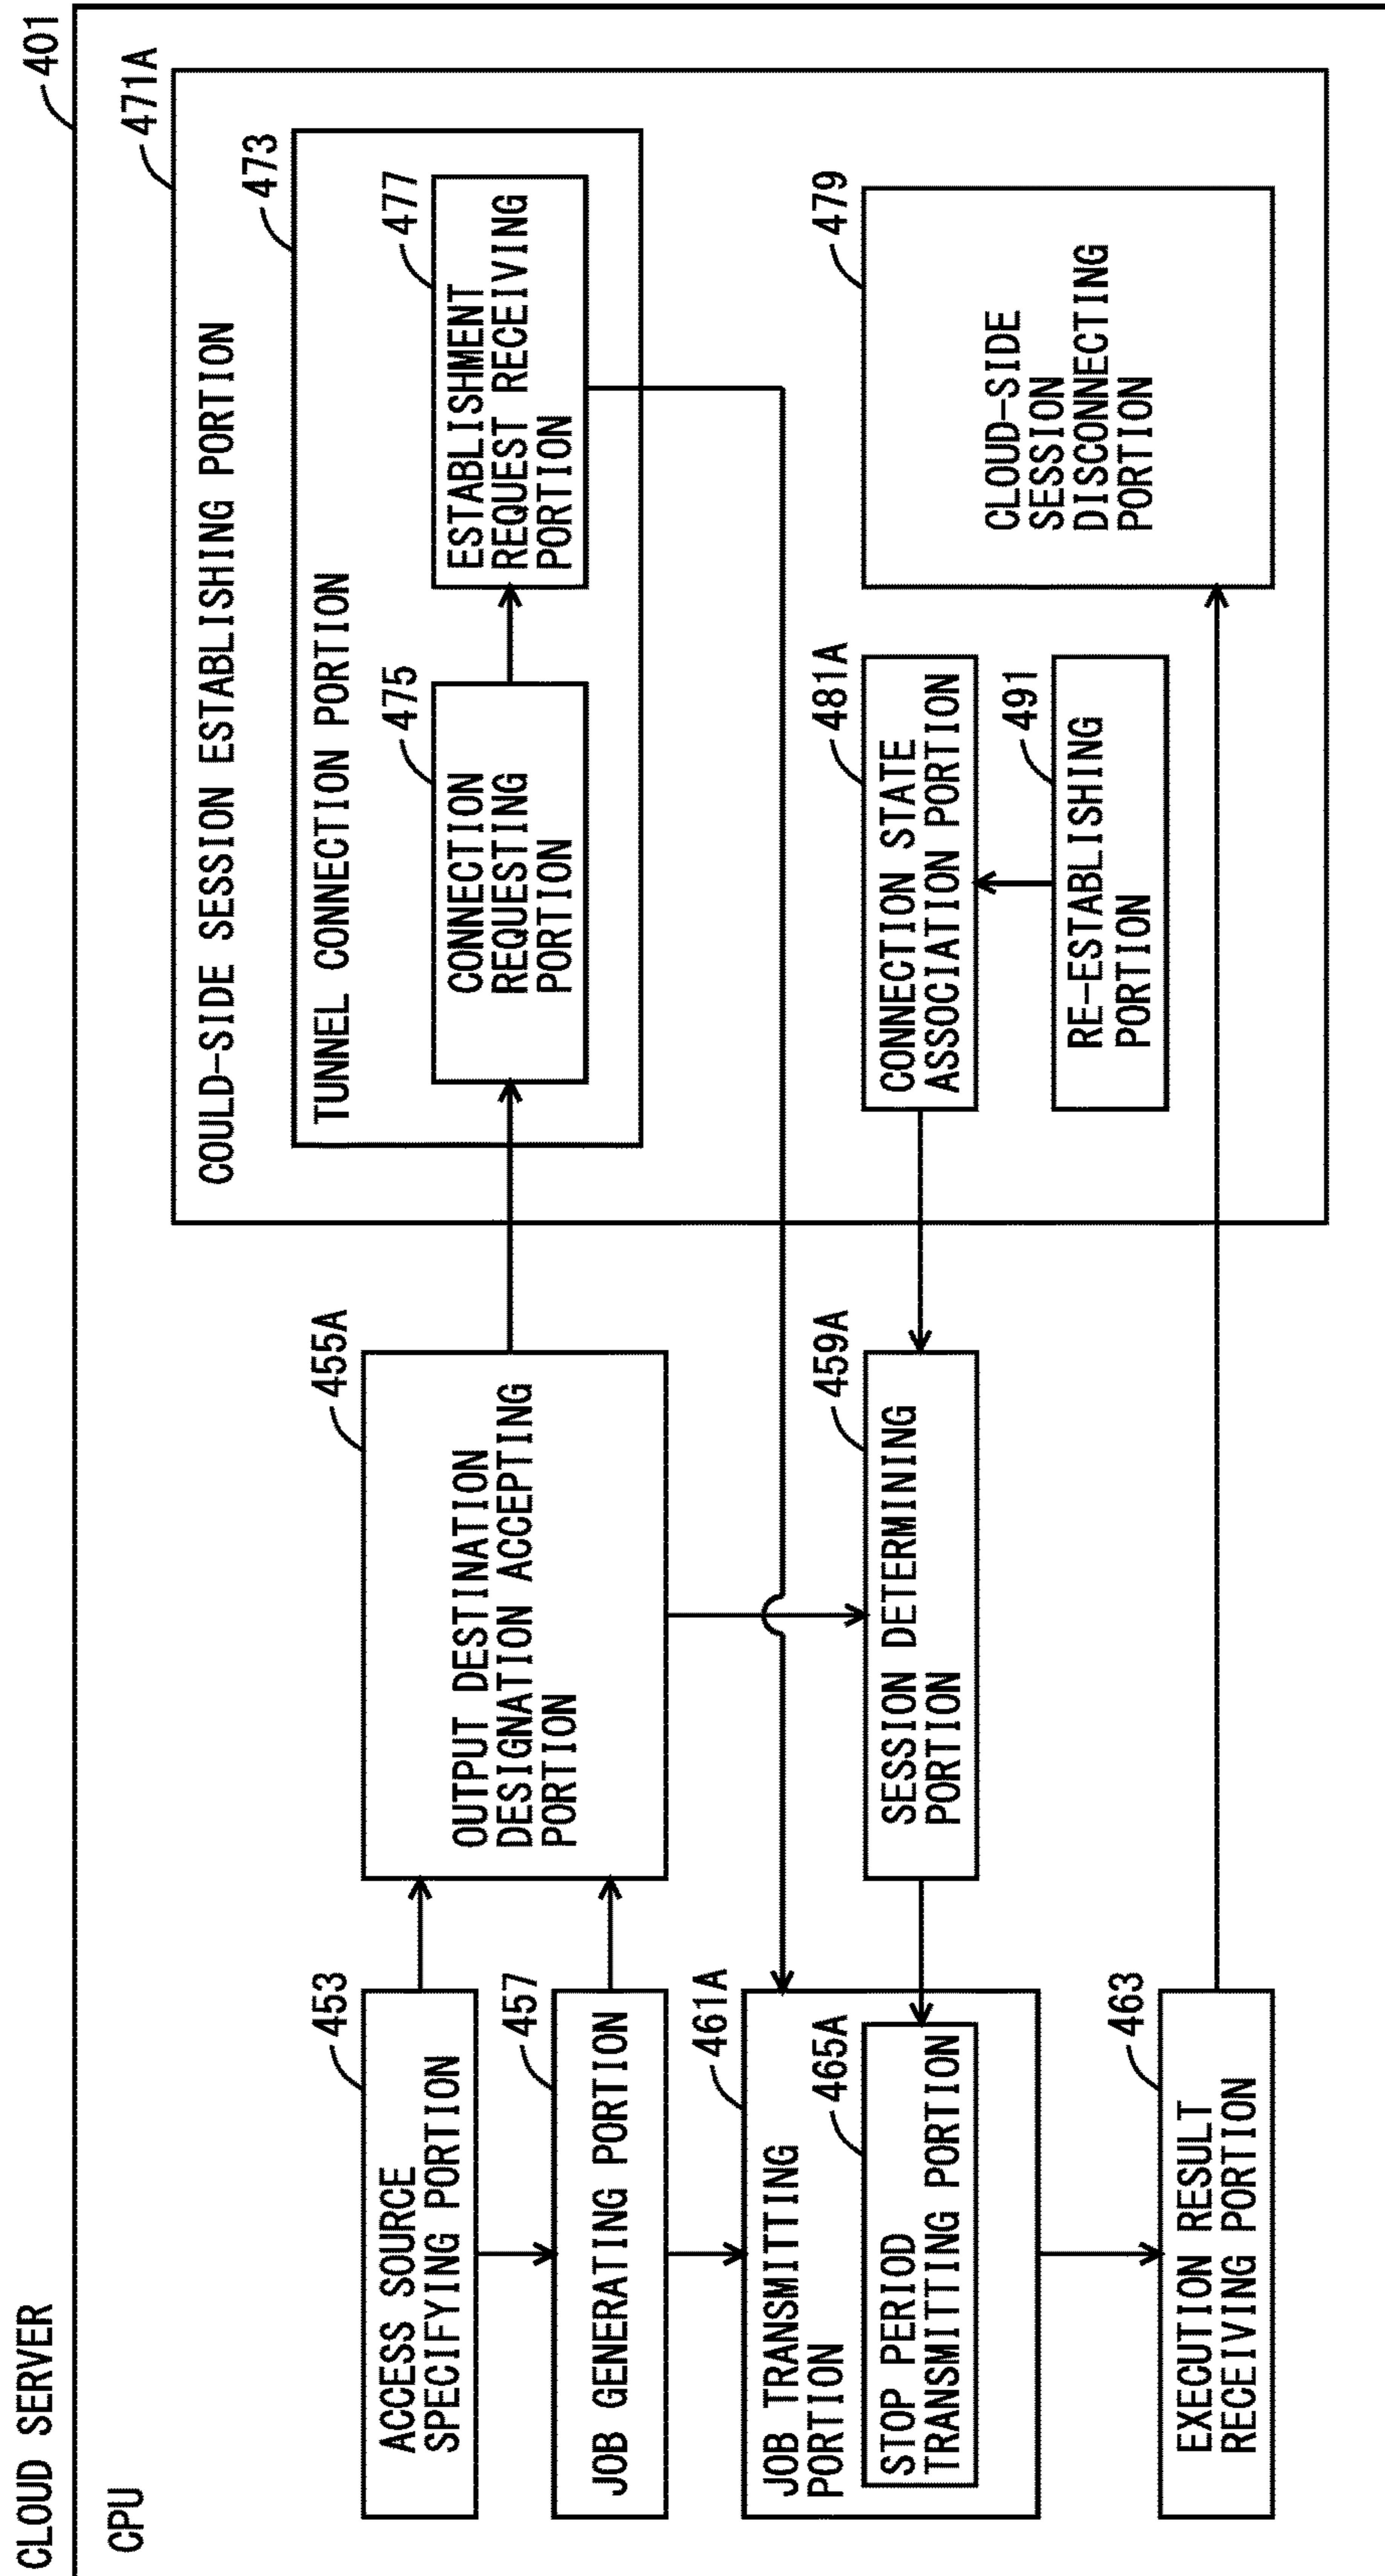 CLOUD SERVER
401
CPU
471A
COULD-SIDE SESSION ESTABLISHING PORTION
473
TUNNEL CONNECTION PORTION
453
ACCESS SOURCE
SPECIFYING PORTION
455A
OUTPUT DESTINATION
DESIGNATION ACCEPTING
PORTION
475
CONNECTION
REQUESTING
PORTION
477
ESTABLISHMENT
REQUEST RECEIVING
PORTION
457
JOB GENERATING PORTION
461A
JOB TRANSMITTING
PORTION
465A
STOP PERIOD
TRANSMITTING PORTION
459A
SESSION DETERMINING
PORTION
481A
CONNECTION STATE
ASSOCIATION PORTION
491
RE-ESTABLISHING
PORTION
479
CLOUD-SIDE
SESSION
DISCONNECTING
PORTION
463
EXECUTION RESULT
RECEIVING PORTION